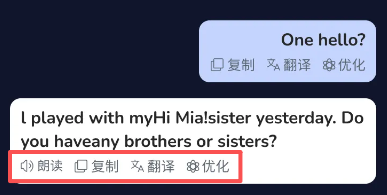 One hello?
复制 翻译 优化
I played with myHi Mia!sister yesterday. Do
you haveany brothers or sisters?
朗读 复制 翻译 优化